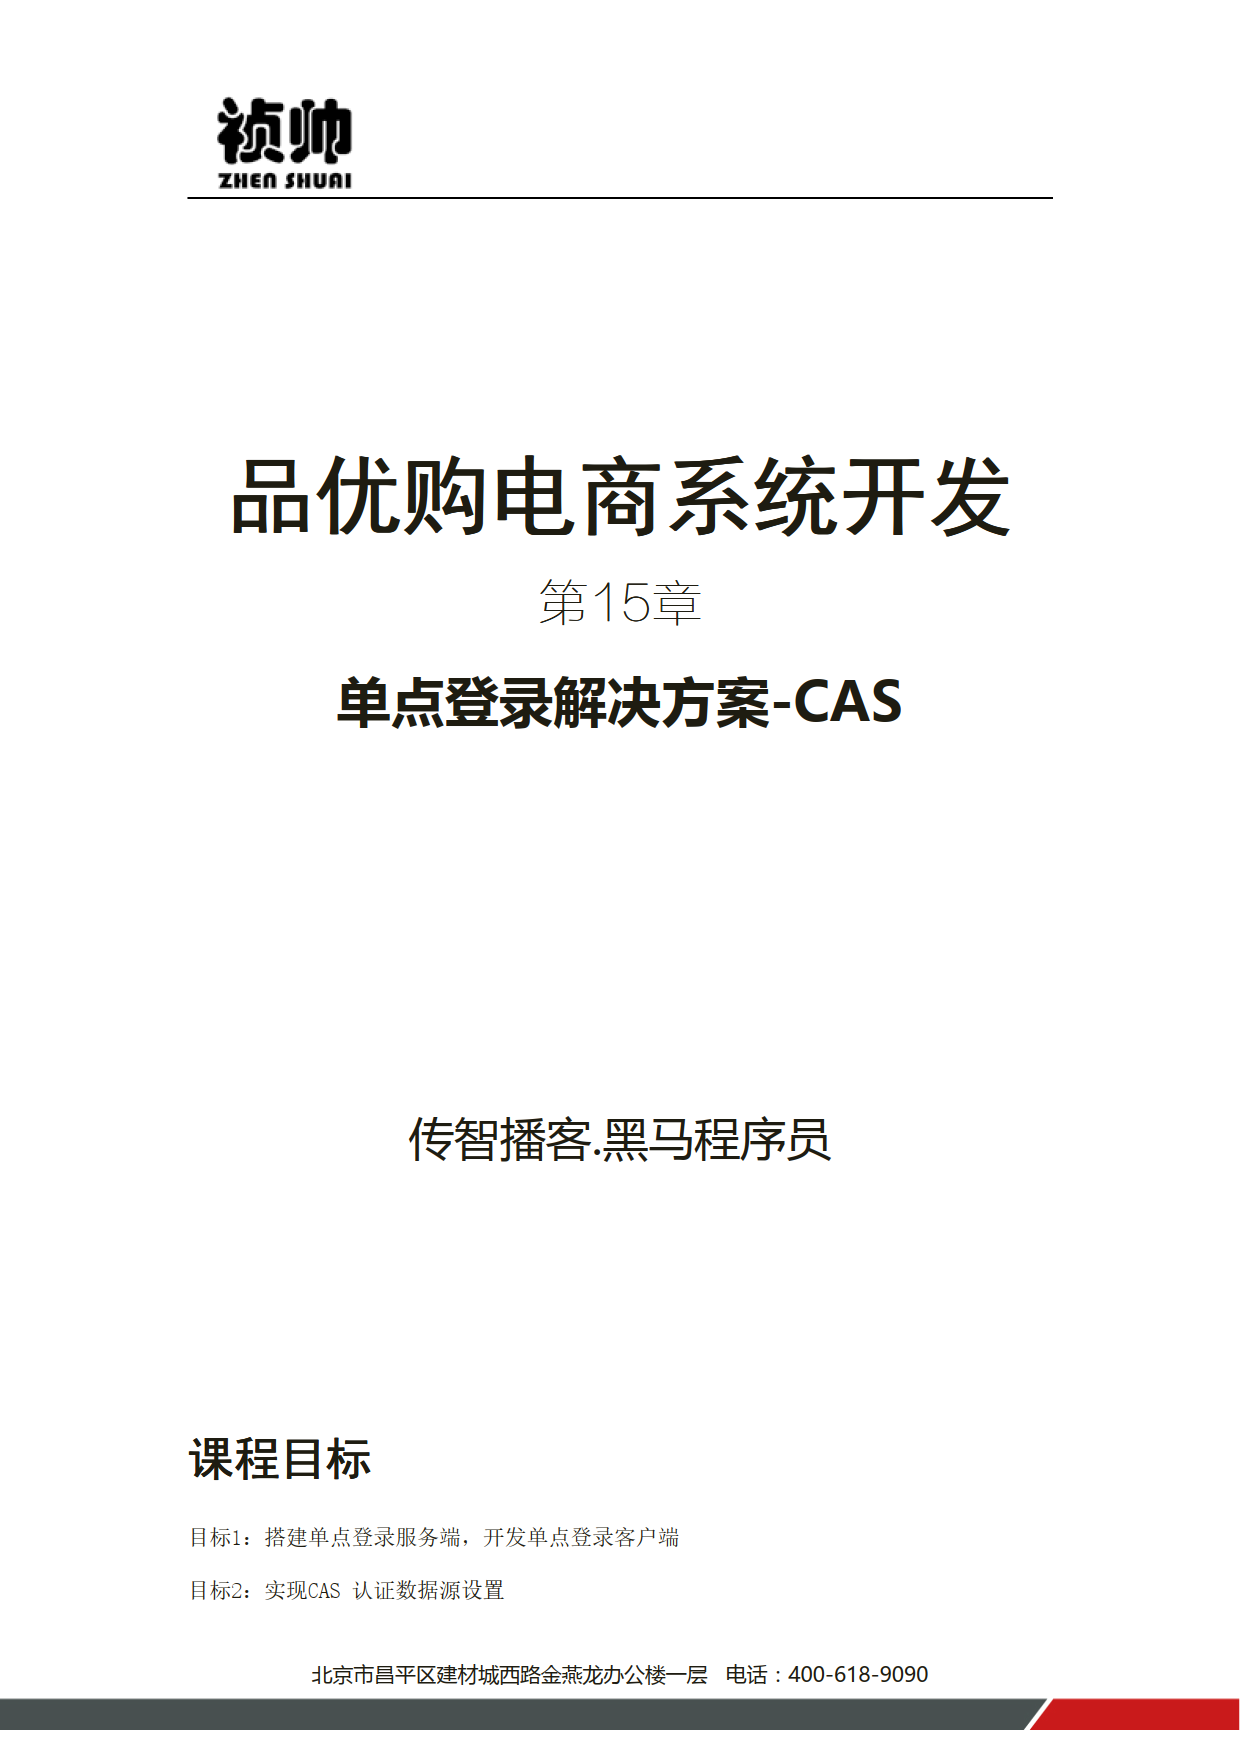 祯帅
ZHEN SHUAI
品优购电商系统开发
第15章
单点登录解决方案-CAS
传智播客.黑马程序员
课程目标
目标1：搭建单点登录服务端，开发单点登录客户端
目标2：实现CAS 认证数据源设置
北京市昌平区建材城西路金燕龙办公楼一层 电话：400-618-9090